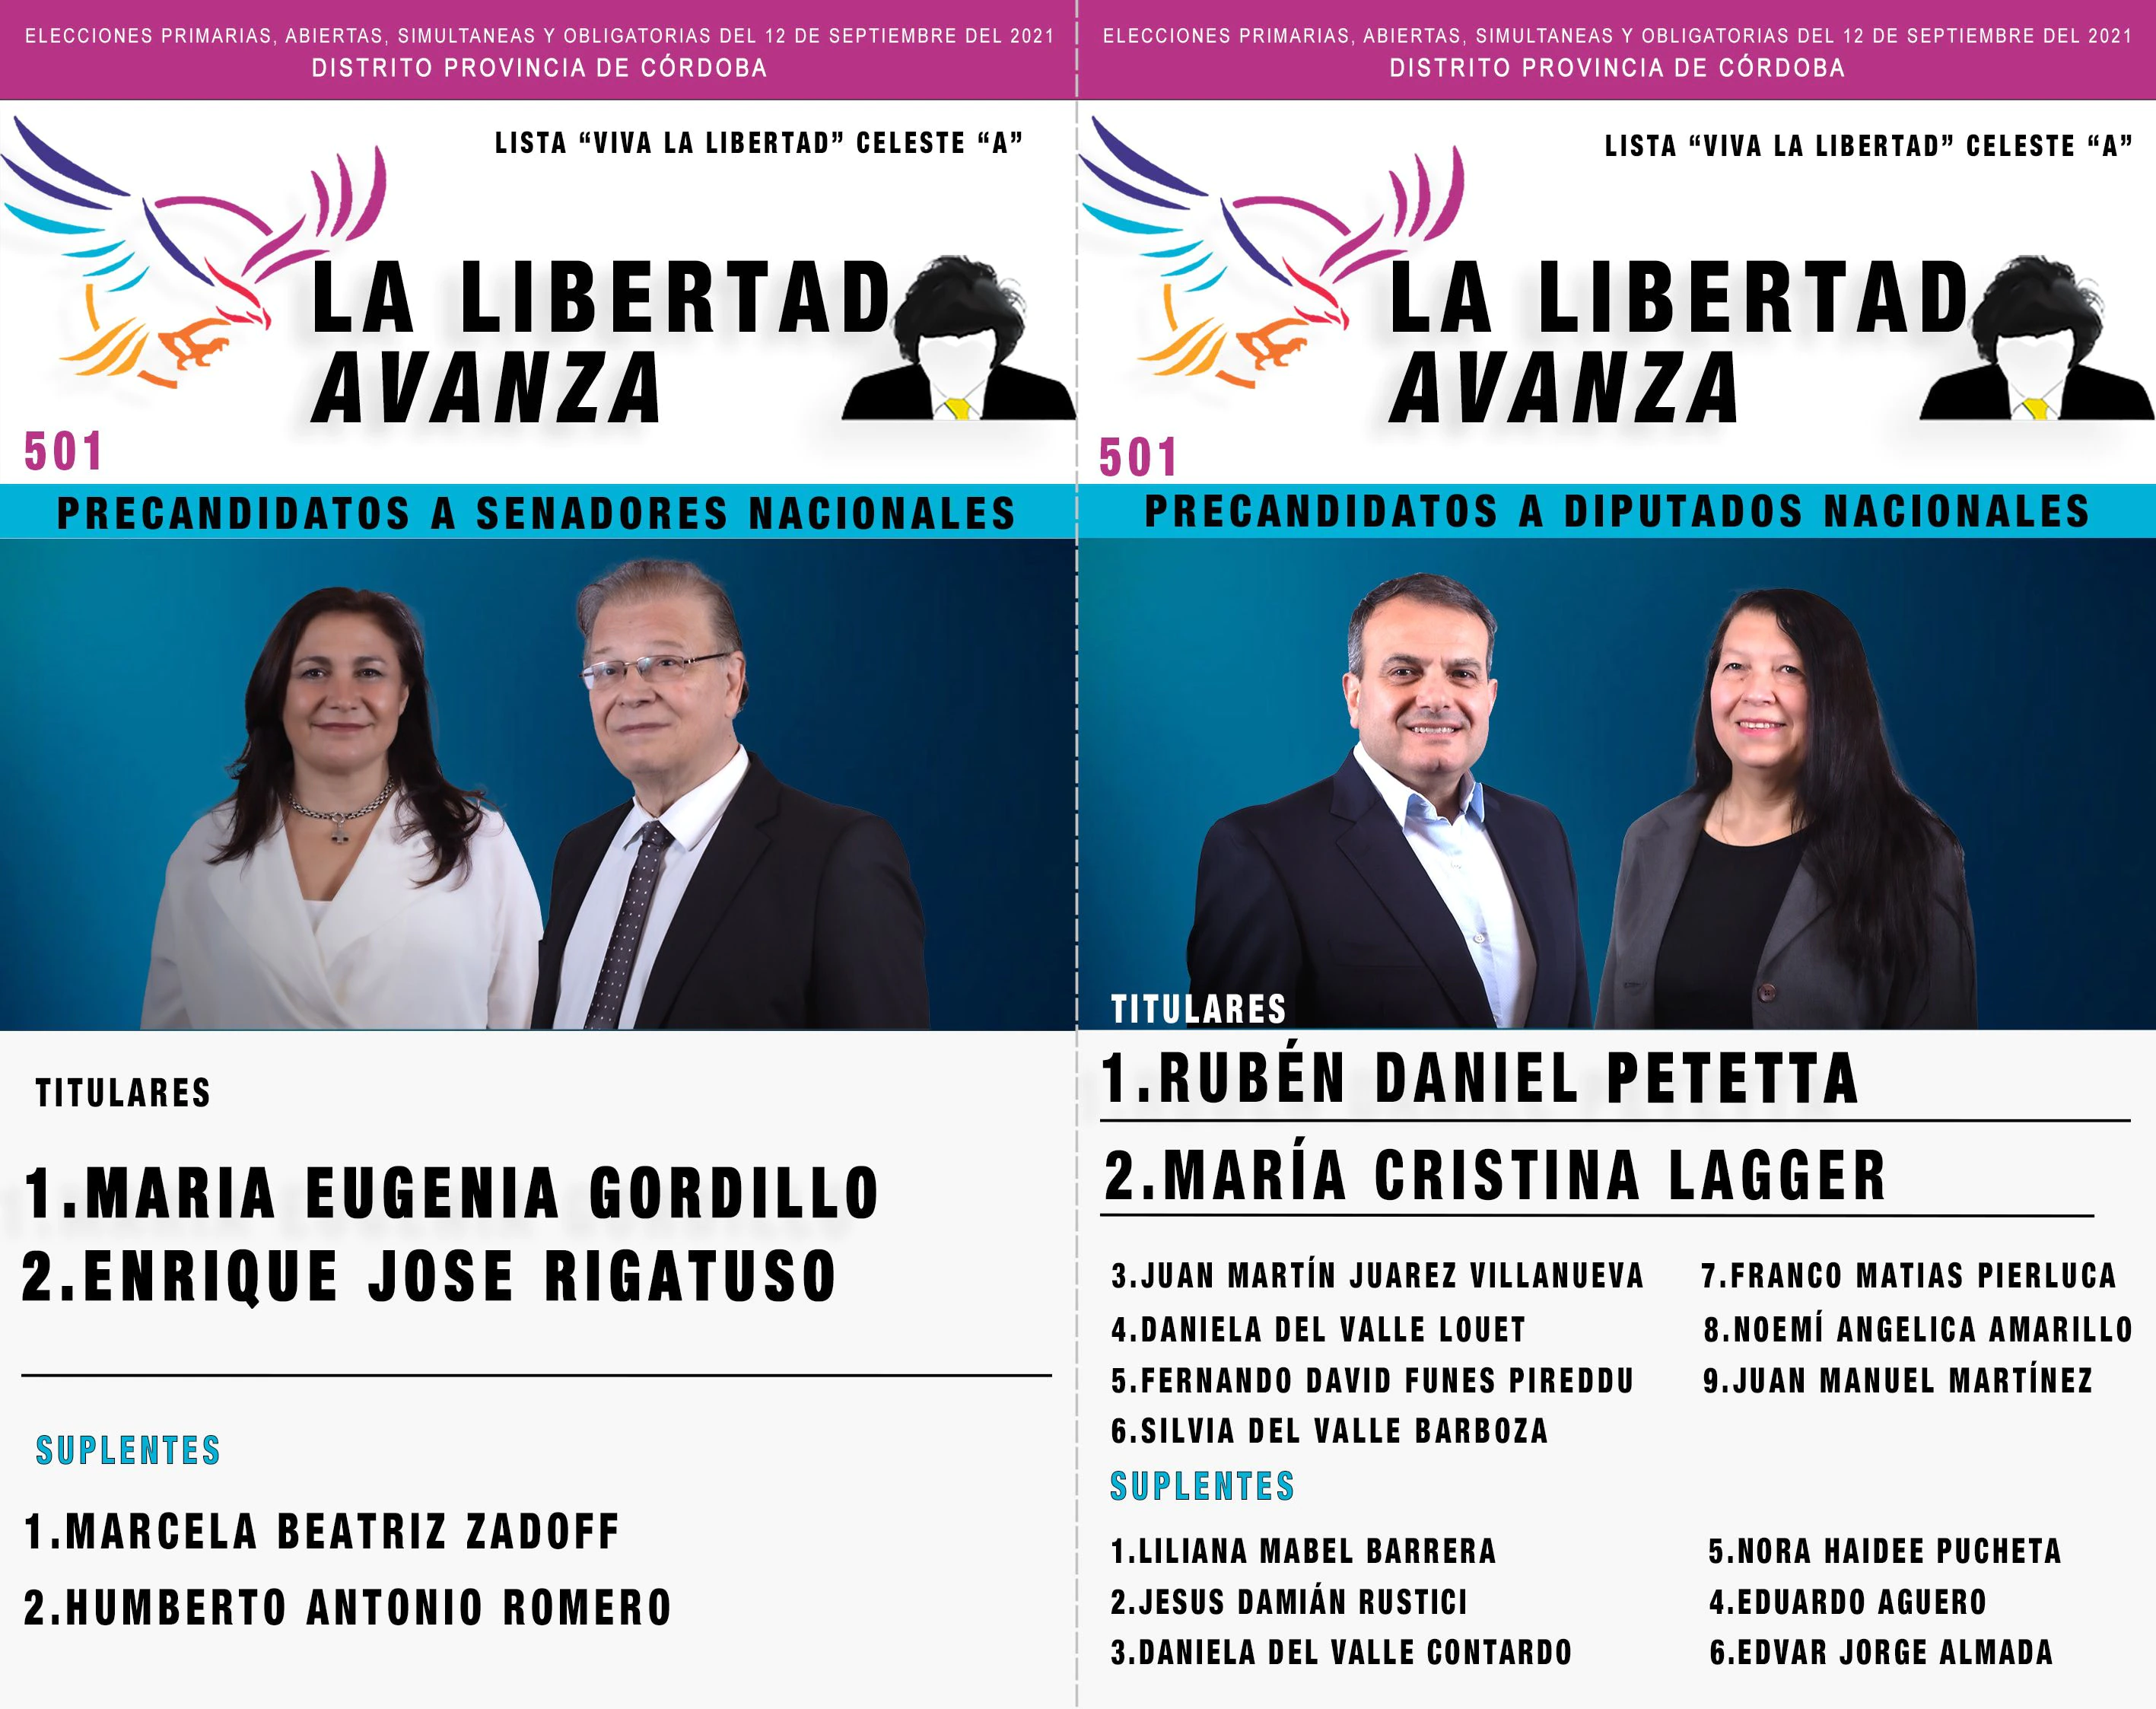 ELECCIONES PRIMARIAS, ABIERTAS, SIMULTANEAS Y OBLIGATORIAS DEL 12 DE SEPTIEMBRE DEL 2021
DISTRITO PROVINCIA DE CÓRDOBA
LISTA “VIVA LA LIBERTAD” CELESTE “A”
LA LIBERTAD
AVANZA
501
PRECANDIDATOS A SENADORES NACIONALES
TITULARES
1.MARIA EUGENIA GORDILLO
2.ENRIQUE JOSE RIGATUSO
SUPLENTES
1.MARCELA BEATRIZ ZADOFF
2.HUMBERTO ANTONIO ROMERO
ELECCIONES PRIMARIAS, ABIERTAS, SIMULTANEAS Y OBLIGATORIAS DEL 12 DE SEPTIEMBRE DEL 2021
DISTRITO PROVINCIA DE CÓRDOBA
LISTA “VIVA LA LIBERTAD” CELESTE “A”
LA LIBERTAD
AVANZA
501
PRECANDIDATOS A DIPUTADOS NACIONALES
TITULARES
1.RUBÉN DANIEL PETETTA
2.MARÍA CRISTINA LAGGER
3.JUAN MARTÍN JUAREZ VILLANUEVA
4.DANIELA DEL VALLE LOUET
5.FERNANDO DAVID FUNES PIREDDU
6.SILVIA DEL VALLE BARBOZA
7.FRANCO MATIAS PIERLUCA
8.NOEMÍ ANGELICA AMARILLO
9.JUAN MANUEL MARTÍNEZ
SUPLENTES
1.LILIANA MABEL BARRERA
2.JESUS DAMIÁN RUSTICI
3.DANIELA DEL VALLE CONTARDO
5.NORA HAIDEE PUCHETA
4.EDUARDO AGUERO
6.EDVAR JORGE ALMADA